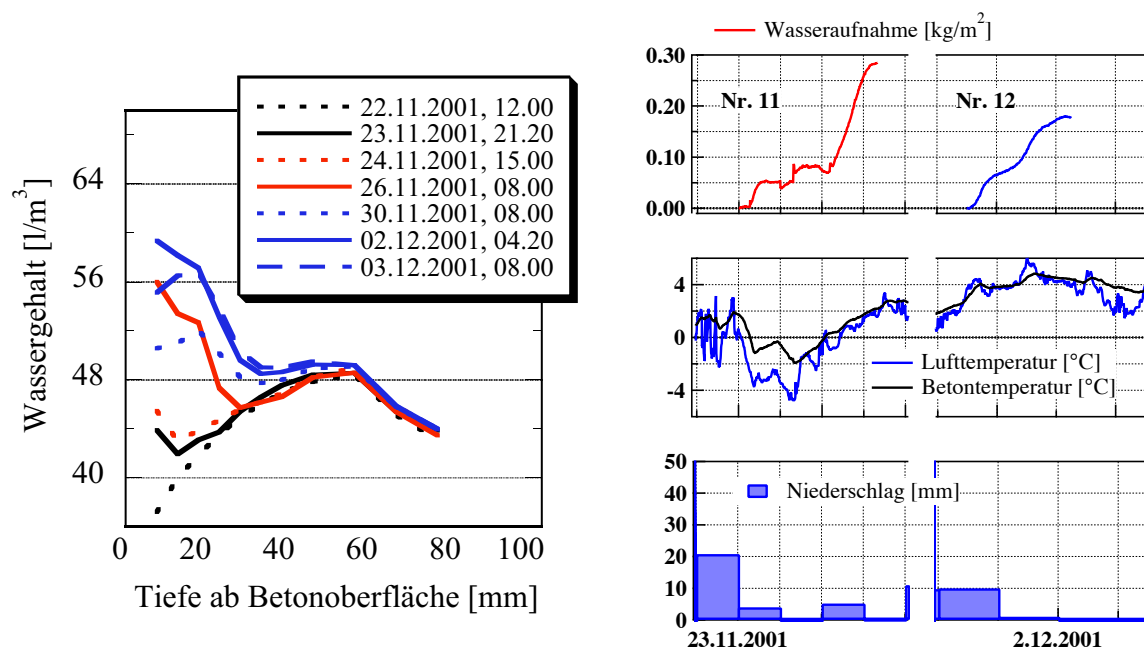 22.11.2001, 12.00
23.11.2001, 21.20
24.11.2001, 15.00
26.11.2001, 08.00
30.11.2001, 08.00
02.12.2001, 04.20
03.12.2001, 08.00
Wassergehalt [l/m³]
64
56
48
40
0 20 40 60 80 100
Tiefe ab Betonoberfläche [mm]
Wasseraufnahme [kg/m²]
0.30
0.20
0.10
0.00
Nr. 11
Nr. 12
4
0
-4
Lufttemperatur [°C]
Betontemperatur [°C]
50
40
30
20
10
0
Niederschlag [mm]
23.11.2001
2.12.2001